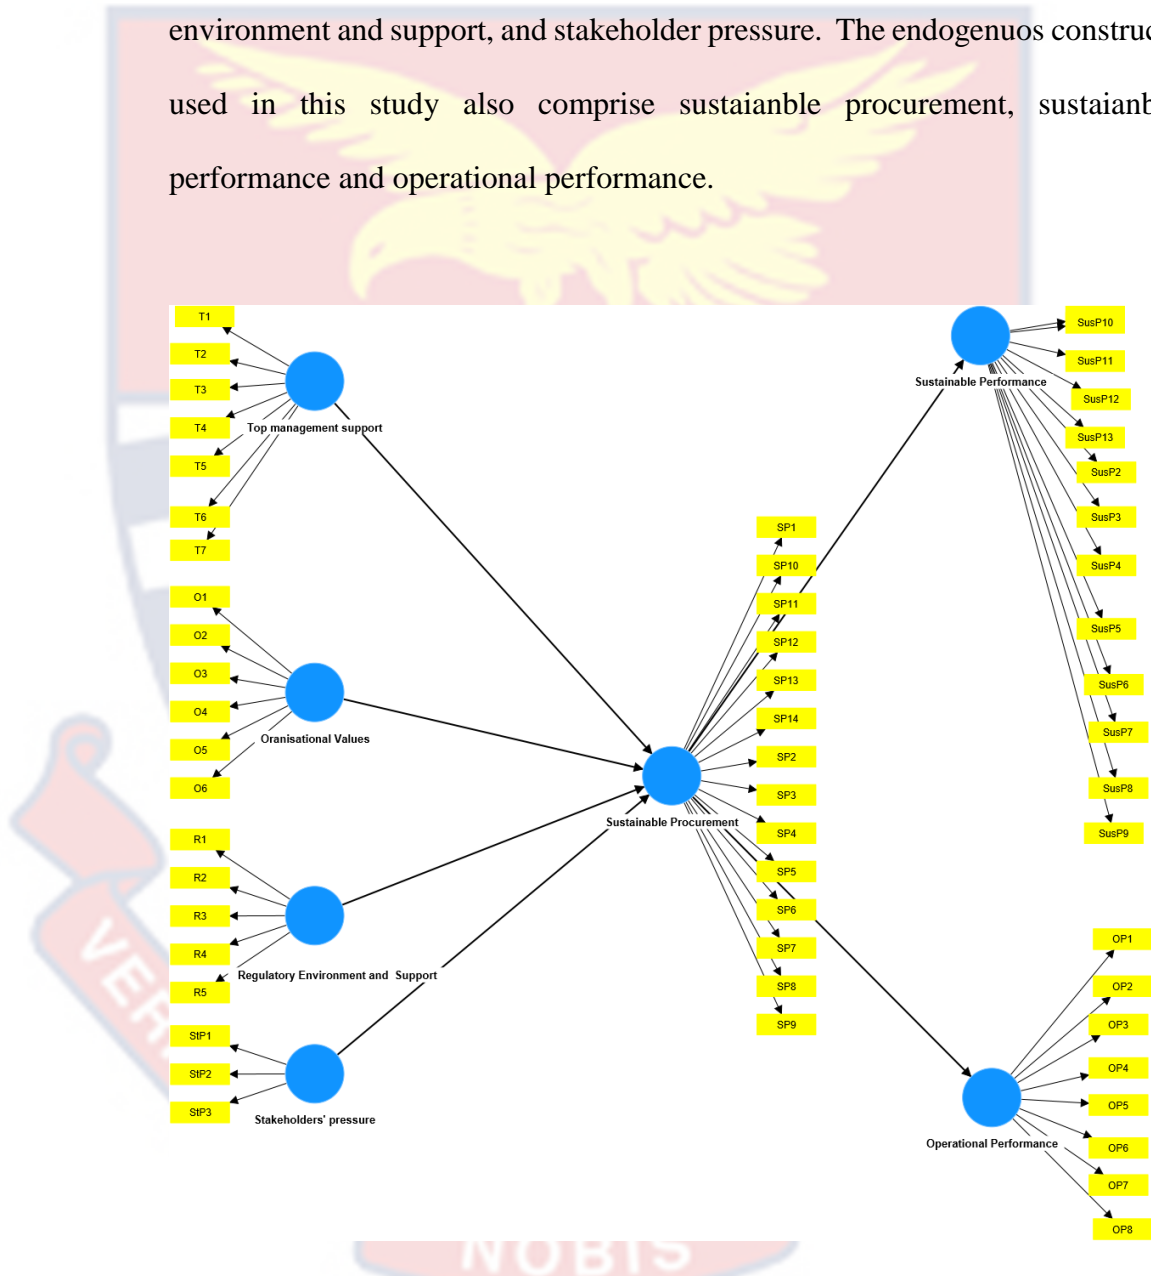 environment and support, and stakeholder pressure. The endogenuos
used in this study also comprise sustaianble procurement,
performance and operational performance.
T1
T2
T3
T4
T5
T6
T7
Top management support
O1
O2
O3
O4
O5
O6
Oranisational Values
R1
R2
R3
R4
R5
Regulatory Environment and Support
StP1
StP2
StP3
Stakeholders' pressure
SP1
SP10
SP11
SP12
SP13
SP14
SP2
SP3
SP4
SP5
SP6
SP7
SP8
SP9
Sustainable Procurement
Sustainable Performance
SusP10
SusP11
SusP12
SusP13
SusP2
SusP3
SusP4
SusP5
SusP6
SusP7
SusP8
SusP9
OP1
OP2
OP3
OP4
OP5
OP6
OP7
OP8
Operational Performance
NOBIS